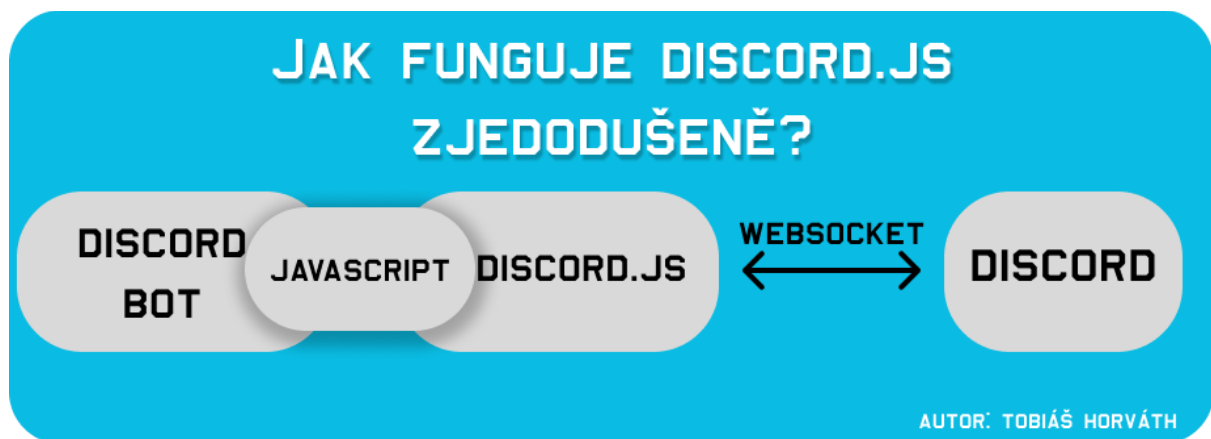 JAK FUNGUJE DISCORD.JS
ZJEDODUŠENĚ?
DISCORD
BOT
JAVASCRIPT
DISCORD.JS
WEBSOCKET
DISCORD
AUTOR: TOBIÁŠ HORVÁTH